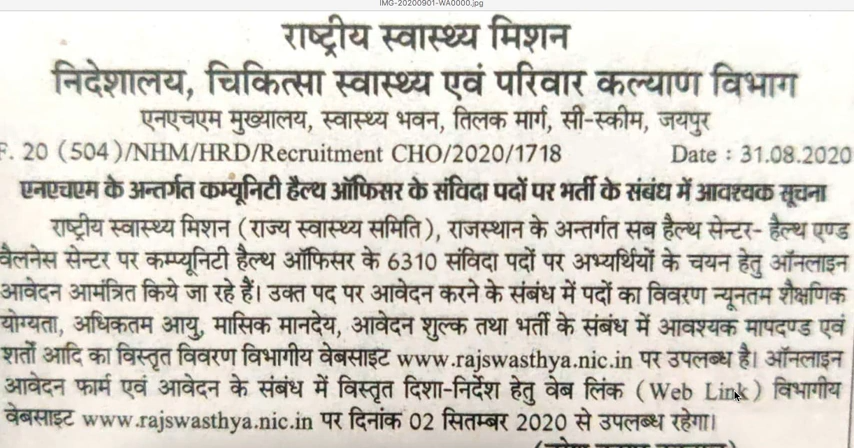 IMG-20200901-WA0000.jpg
राष्ट्रीय स्वास्थ्य मिशन
निदेशालय, चिकित्सा स्वास्थ्य एवं परिवार कल्याण विभाग
एनएचएम मुख्यालय, स्वास्थ्य भवन, तिलक मार्ग, सी-स्कीम, जयपुर
F. 20 (504)/NHM/HRD/Recruitment CHO/2020/1718 Date : 31.08.2020
एनएचएम के अन्तर्गत कम्यूनिटी हैल्थ ऑफिसर के संविदा पदों पर भर्ती के संबंध में आवश्यक सूचना
राष्ट्रीय स्वास्थ्य मिशन (राज्य स्वास्थ्य समिति), राजस्थान के अन्तर्गत सब हैल्थ सेन्टर- हैल्थ एण्ड
वैलनेस सेन्टर पर कम्प्यूनिटी हैल्थ ऑफिसर के 6310 संविदा पदों पर अभ्यर्थियों के चयन हेतु ऑनलाइन
आवेदन आमंत्रित किये जा रहे हैं। उक्त पद पर आवेदन करने के संबंध में पदों का विवरण न्यूनतम शैक्षणिक
योग्यता, अधिकतम आयु, मासिक मानदेय, आवेदन शुल्क तथा भर्ती के संबंध में आवश्यक मापदण्ड एवं
शर्तों आदि का विस्तृत विवरण विभागीय वेबसाइट www.rajswasthya.nic.in पर उपलब्ध है। ऑनलाइन
आवेदन फार्म एवं आवेदन के संबंध में विस्तृत दिशा-निर्देश हेतु वेब लिंक (Web Link) विभागीय
वेबसाइट www.rajswasthya.nic.in पर दिनांक 02 सितम्बर 2020 से उपलब्ध रहेगा।